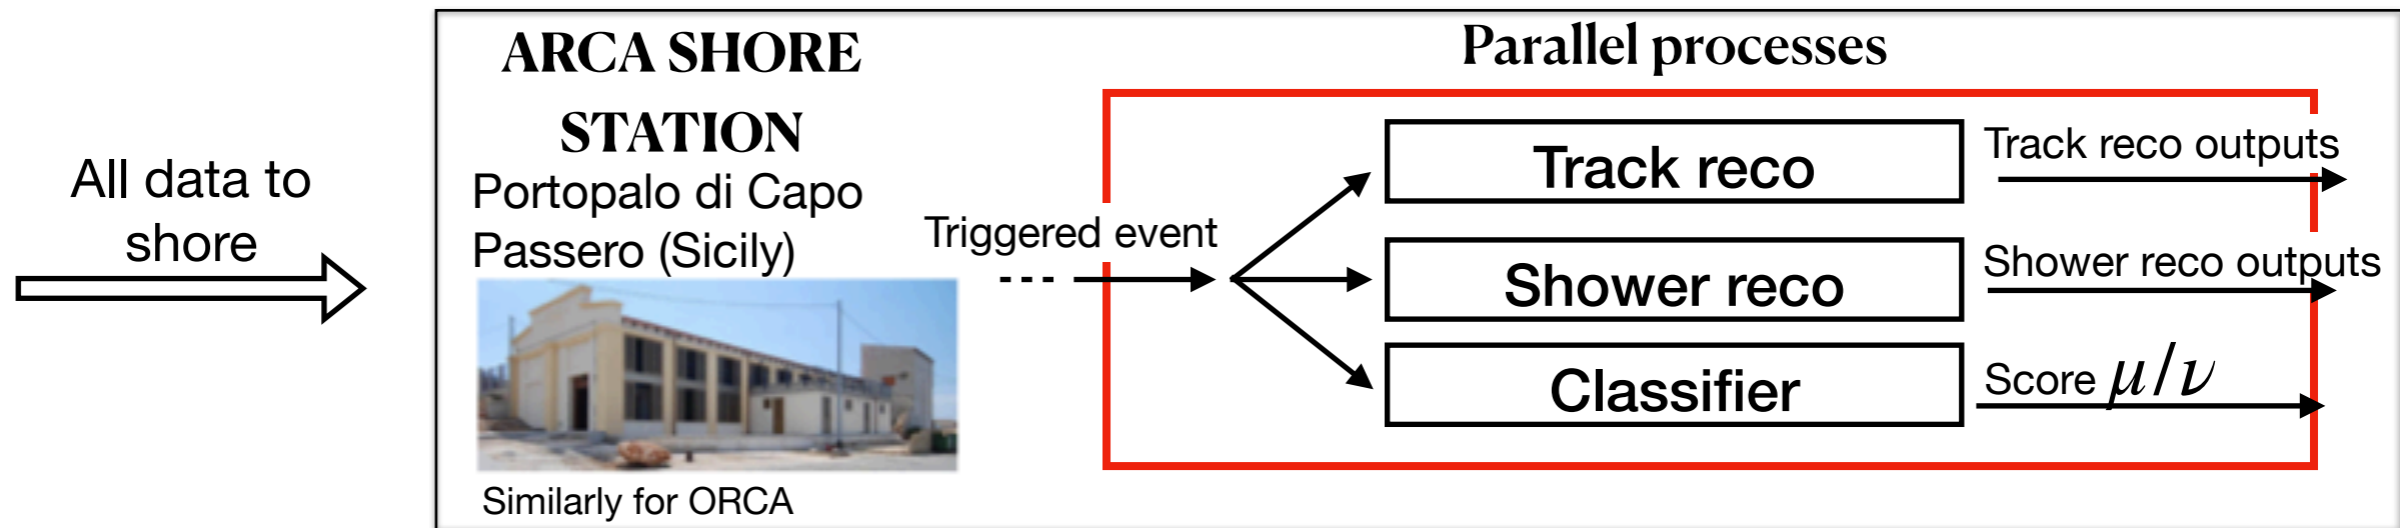 All data to
shore
ARCA SHORE
STATION
Portopalo di Capo
Passero (Sicily)
Similarly for ORCA
Parallel processes
Triggered event
Track reco
Track reco outputs
Shower reco
Shower reco outputs
Classifier
Score μ/ν